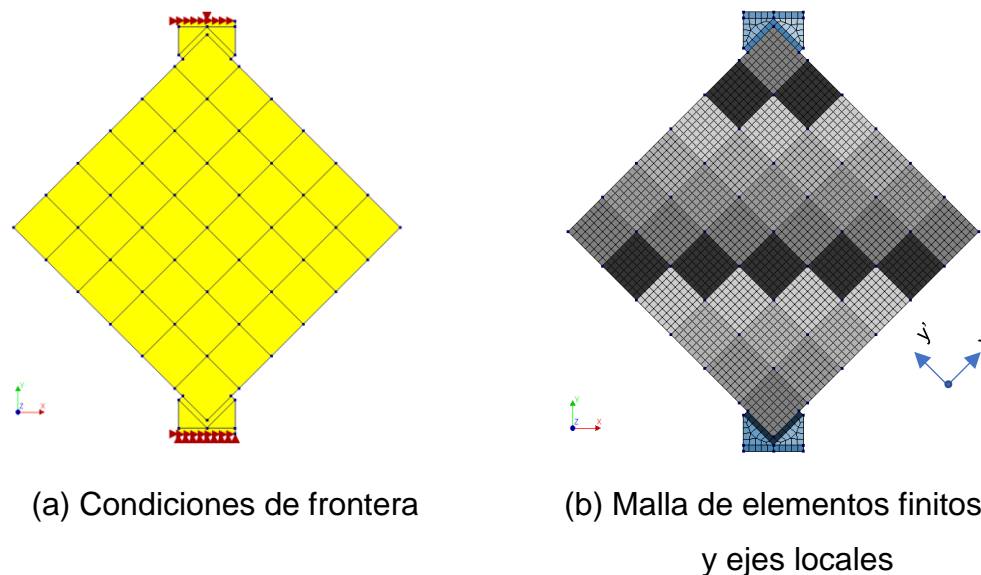 Y
Z
X
Y
Z
X
y'
(a) Condiciones de frontera
(b) Malla de elementos finitos
y ejes locales